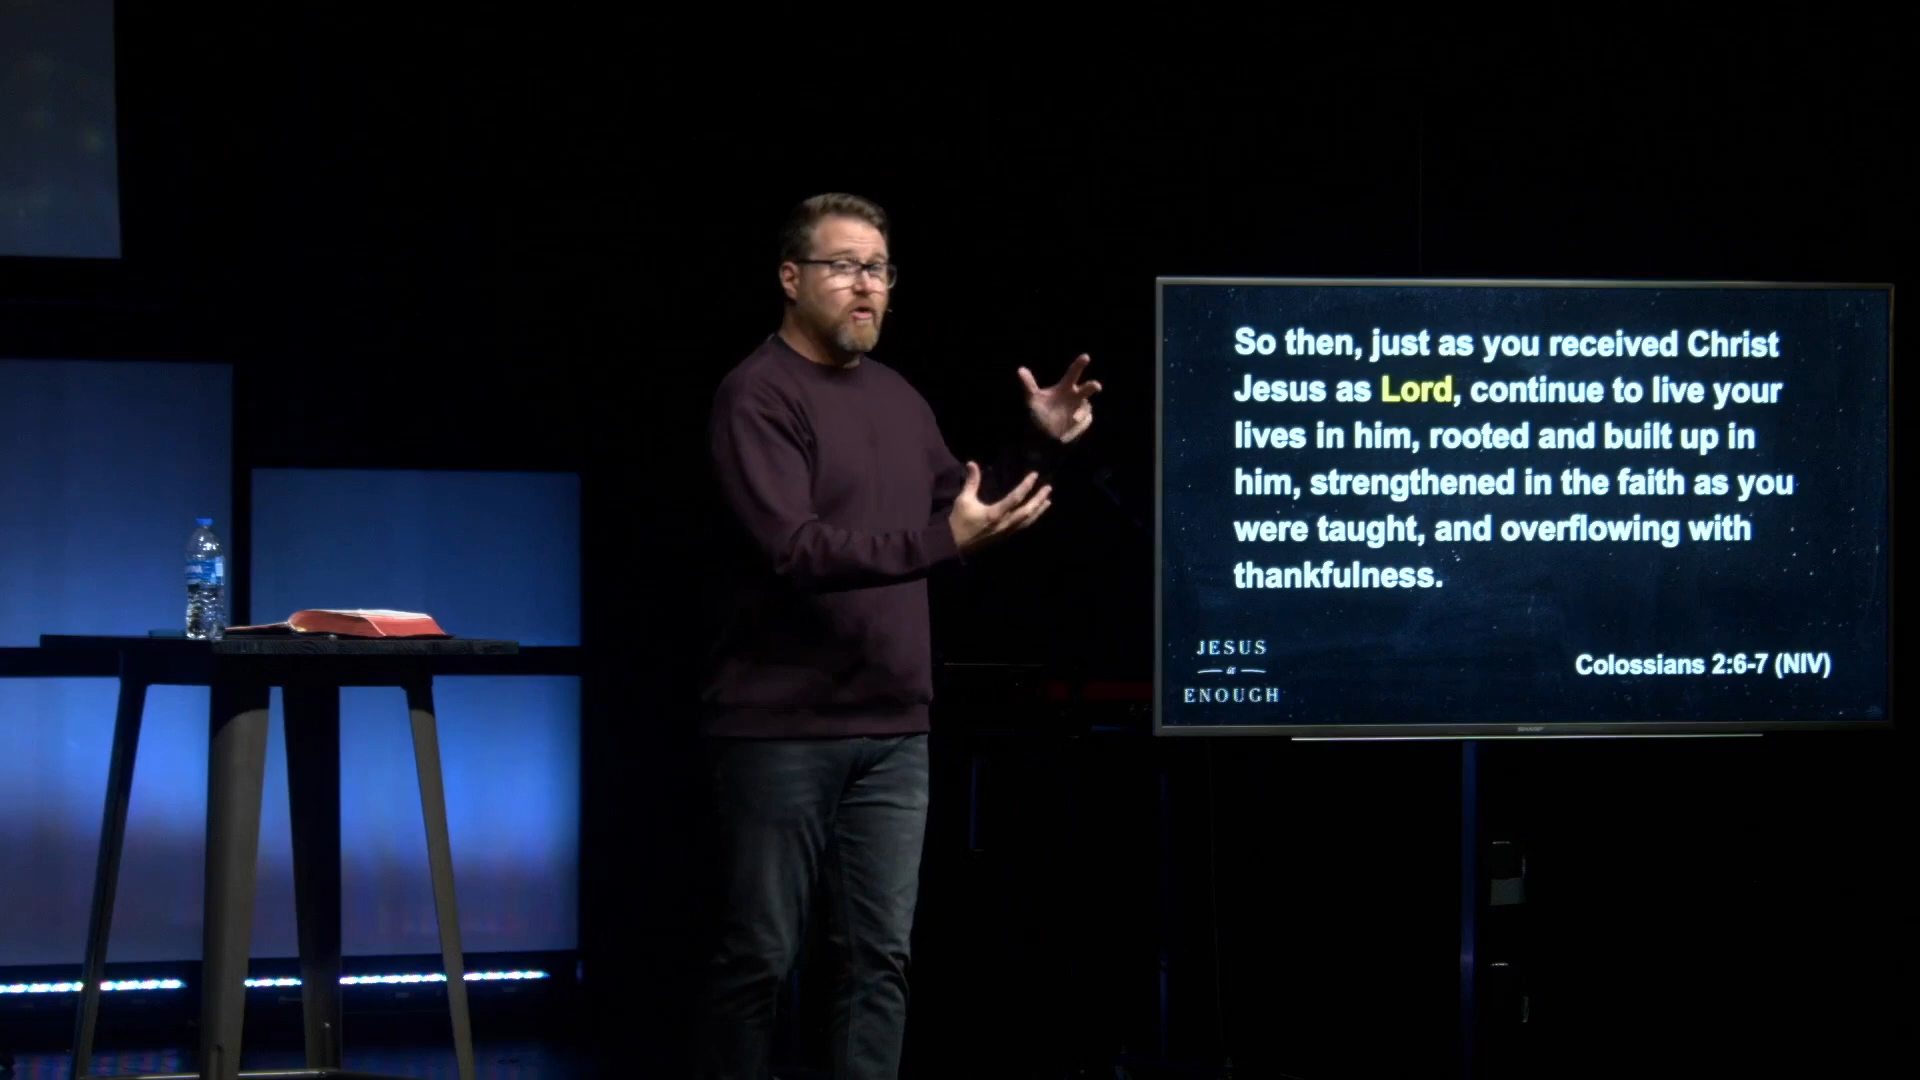 So then, just as you received Christ
Jesus as Lord, continue to live your
lives in him, rooted and built up in
him, strengthened in the faith as you
were taught, and overflowing with
thankfulness.
Colossians 2:6-7 (NIV)
JESUS
is
ENOUGH
SHARP